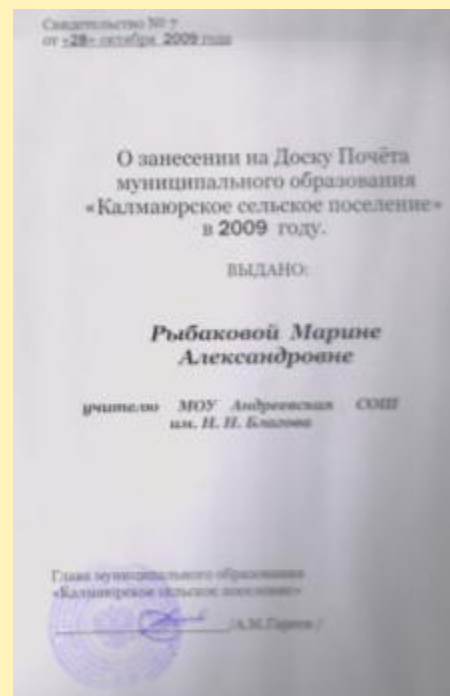 Свидетельство № 7
от «28» октября 2009 года
О занесении на Доску Почёта
муниципального образования
«Калмаюрское сельское поселение»
в 2009 году.
ВЫДАНО:
Рыбаковой Марине
Александровне
учителю МОУ Андреевская СОШ
им. Н. Н. Благова
Глава муниципального образования
«Калмаюрское сельское поселение»
/А.М. /